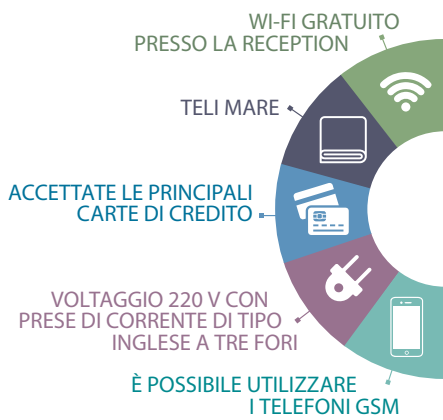 WI-FI GRATUITO
PRESSO LA RECEPTION
TELI MARE
ACCETTATE LE PRINCIPALI
CARTE DI CREDITO
VOLTAGGIO 220 V CON
PRESE DI CORRENTE DI TIPO
INGLESE A TRE FORI
È POSSIBILE UTILIZZARE
I TELEFONI GSM